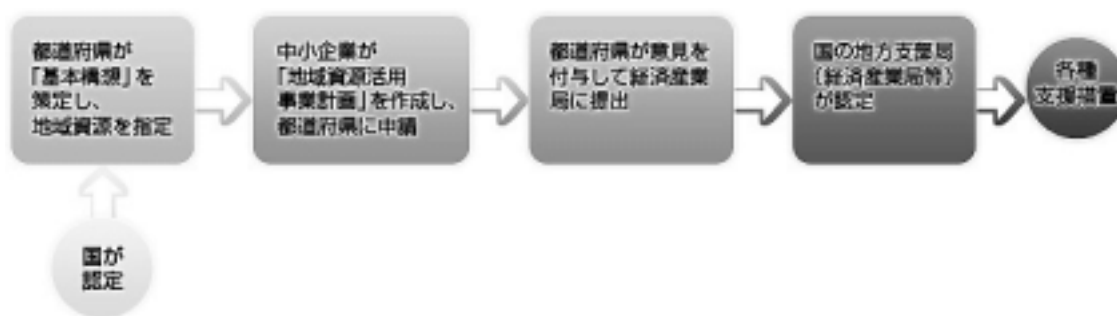 都道府県が
「基本構想」を
策定し、
地域資源を指定
中小企業が
「地域資源活用
事業計画」を作成し、
都道府県に申請
都道府県が意見を
付与して経済産業
局に提出
国の地方支部局
(経済産業局等)
が認定
各種
支援措置
国が
認定